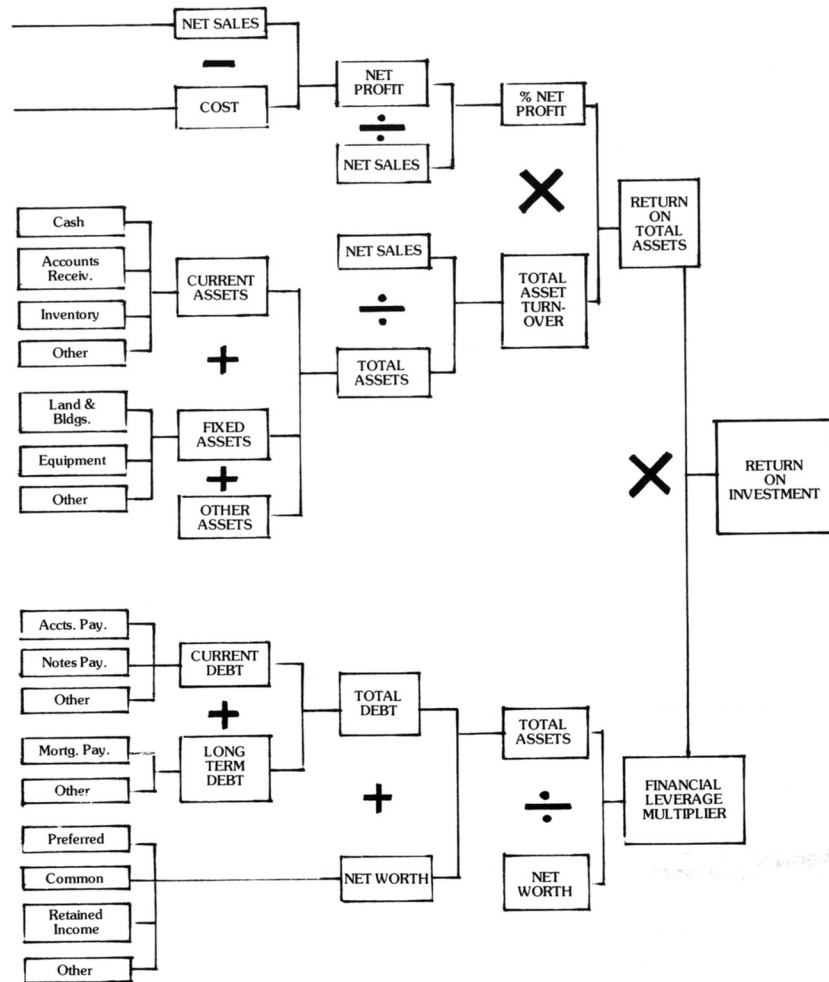 NET SALES
−
COST
NET
PROFIT
÷
NET SALES
% NET
PROFIT
×
RETURN
ON
TOTAL
ASSETS
Cash
Accounts
Receiv.
Inventory
Other
CURRENT
ASSETS
+
Land &
Bldgs.
Equipment
Other
FIXED
ASSETS
+
OTHER
ASSETS
NET SALES
÷
TOTAL
ASSETS
TOTAL
ASSET
TURN-
OVER
×
RETURN
ON
INVESTMENT
Accts. Pay.
Notes Pay.
Other
CURRENT
DEBT
+
Mortg. Pay.
Other
LONG
TERM
DEBT
TOTAL
DEBT
+
Preferred
Common
Retained
Income
Other
NET WORTH
TOTAL
ASSETS
÷
NET
WORTH
FINANCIAL
LEVERAGE
MULTIPLIER